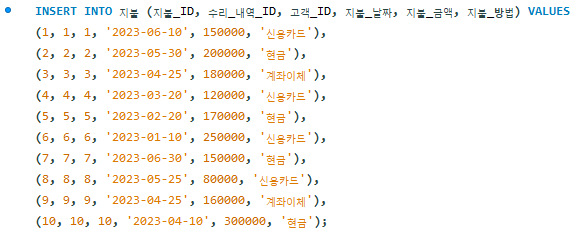 INSERT INTO 지불 (지불_ID, 수리_내역_ID, 고객_ID, 지불_날짜, 지불_금액, 지불_방법) VALUES
(1, 1, 1, '2023-06-10', 150000, '신용카드'),
(2, 2, 2, '2023-05-30', 200000, '현금'),
(3, 3, 3, '2023-04-25', 180000, '계좌이체'),
(4, 4, 4, '2023-03-20', 120000, '신용카드'),
(5, 5, 5, '2023-02-20', 170000, '현금'),
(6, 6, 6, '2023-01-10', 250000, '신용카드'),
(7, 7, 7, '2023-06-30', 150000, '현금'),
(8, 8, 8, '2023-05-25', 80000, '신용카드'),
(9, 9, 9, '2023-04-25', 160000, '계좌이체'),
(10, 10, 10, '2023-04-10', 300000, '현금');